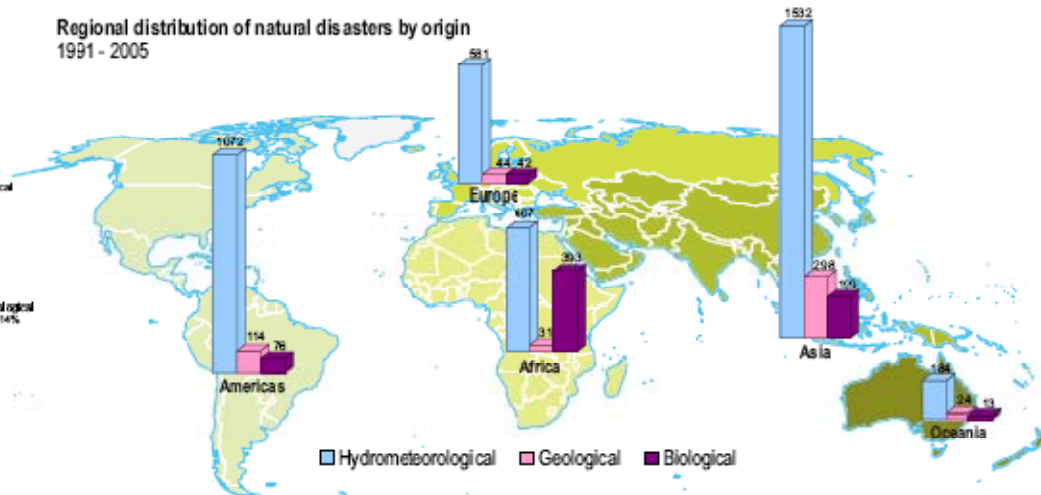 Regional distribution of natural disasters by origin
1991 - 2005
1532
581
1072
44 42
Europe
607
393
298
31
114
76
Africa
Asia
Americas
184
24
13
Oceania
14%
Hydrometeorological Geological Biological